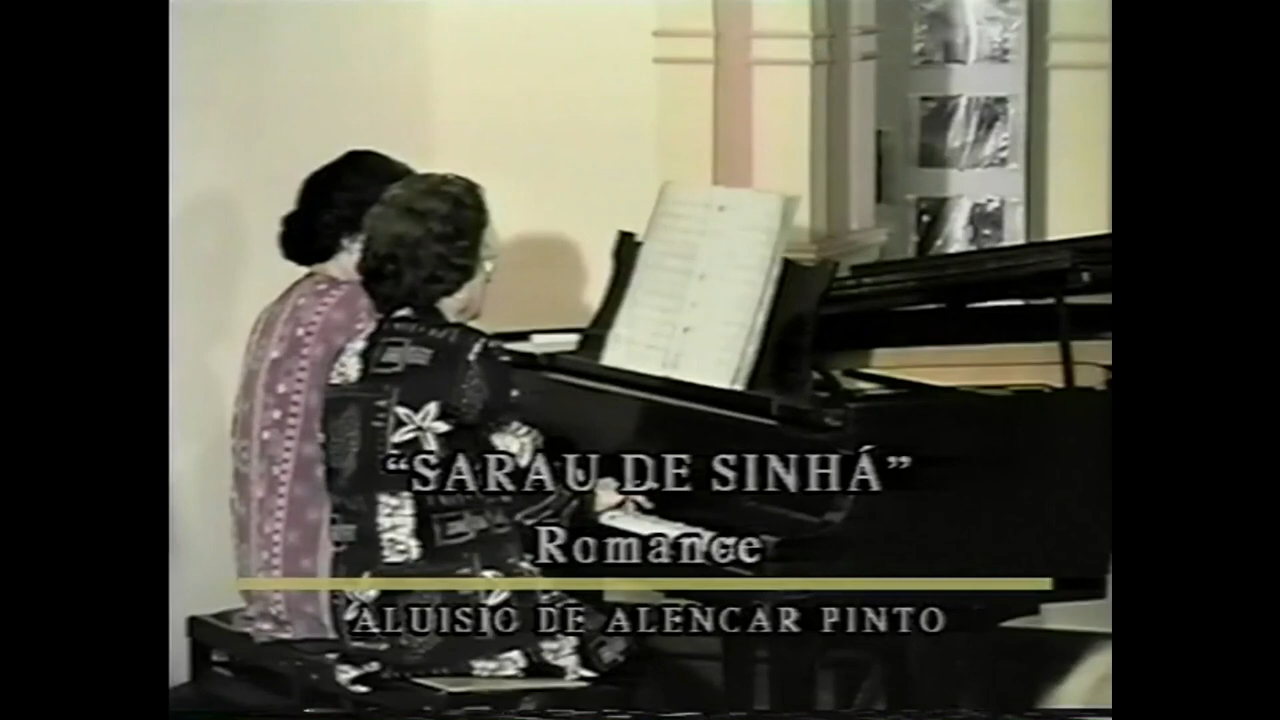 “SARAU DE SINHÁ”
Romance
ALUISIO DE ALENCAR PINTO